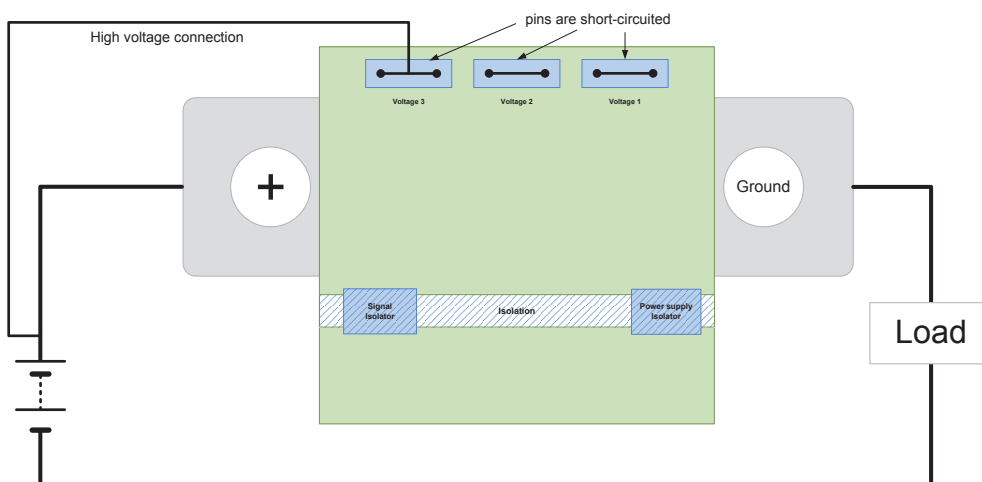 pins are short-circuited
High voltage connection
Voltage 3
Voltage 2
Voltage 1
+
Ground
Signal
Isolator
Isolation
Power supply
Isolator
Load